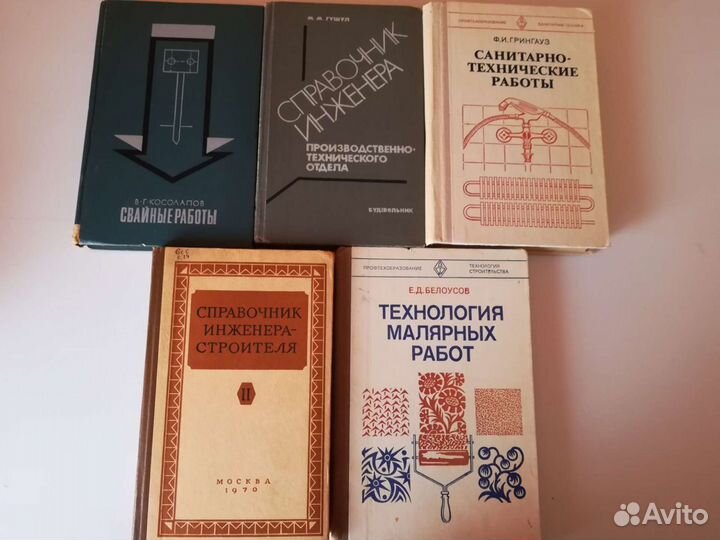 В·Г·КОСОЛАПОВ
СВАЙНЫЕ РАБОТЫ
М. М. ГУШУЛ
СПРАВОЧНИК
ИНЖЕНЕРА
ПРОИЗВОДСТВЕННО-
ТЕХНИЧЕСКОГО
ОТДЕЛА
БУДІВЕЛЬНИК
ПРОФТЕХОБРАЗОВАНИЕ
САНИТАРНАЯ ТЕХНИКА
Ф.И. ГРИНГАУЗ
САНИТАРНО-
ТЕХНИЧЕСКИЕ
РАБОТЫ
СПРАВОЧНИК
ИНЖЕНЕРА-
СТРОИТЕЛЯ
II
МОСКВА
1970
ПРОФТЕХОБРАЗОВАНИЕ
ТЕХНОЛОГИЯ
СТРОИТЕЛЬСТВА
Е.Д.БЕЛОУСОВ
ТЕХНОЛОГИЯ
МАЛЯРНЫХ
РАБОТ
Avito